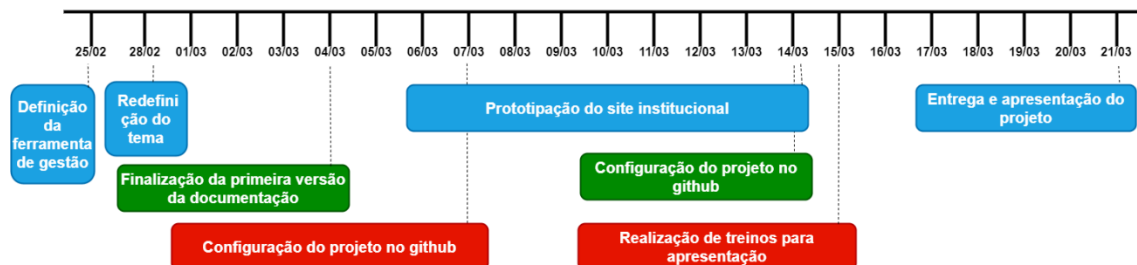 25/02 28/02 01/03 02/03 03/03 04/03 05/03 06/03 07/03 08/03 09/03 10/03 11/03 12/03 13/03 14/03 15/03 16/03 17/03 18/03 19/03 20/03 21/03
Definição
da
ferramenta
de gestão
Redefini
ção do
tema
Prototipação do site institucional
Entrega e apresentação do
projeto
Finalização da primeira versão
da documentação
Configuração do projeto no
github
Configuração do projeto no github
Realização de treinos para
apresentação